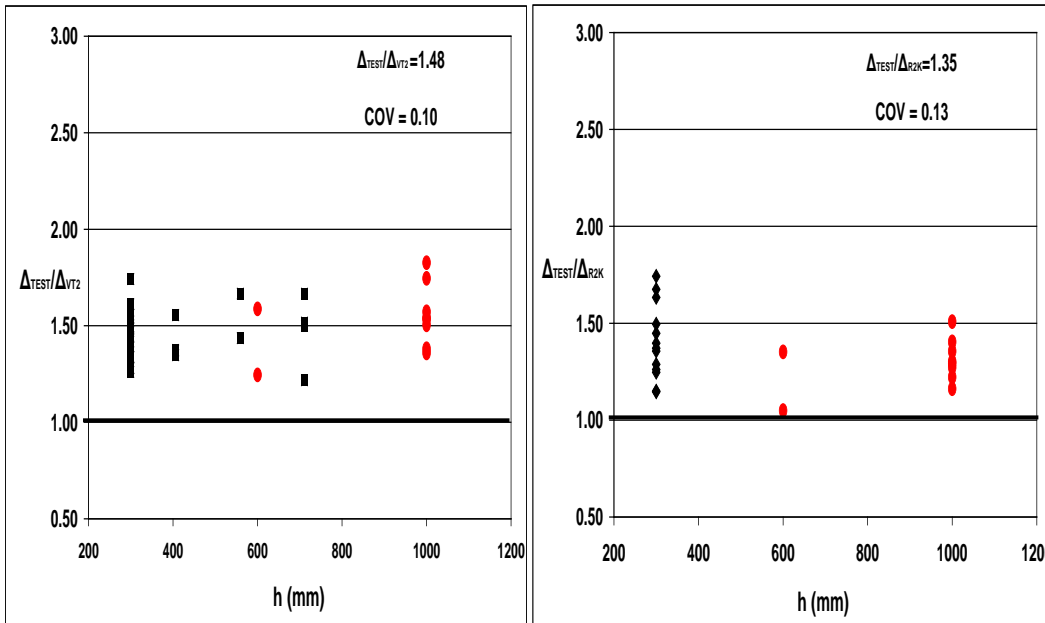 3.00
ΔTEST/ΔVT2=1.48
COV = 0.10
2.50
2.00
ΔTEST/ΔVT2
1.50
1.00
0.50
200 400 600 800 1000 1200
h (mm)
3.00
ΔTEST/ΔR2K=1.35
COV = 0.13
2.50
2.00
ΔTEST/ΔR2K
1.50
1.00
0.50
200 400 600 800 1000 120
h (mm)